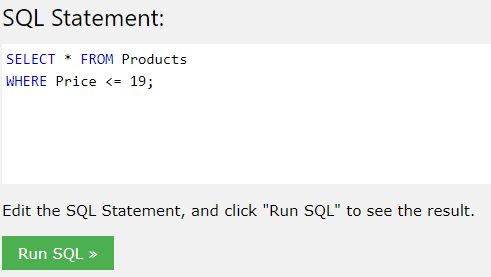 SQL Statement:
SELECT * FROM Products
WHERE Price <= 19;
Edit the SQL Statement, and click "Run SQL" to see the result.
Run SQL »